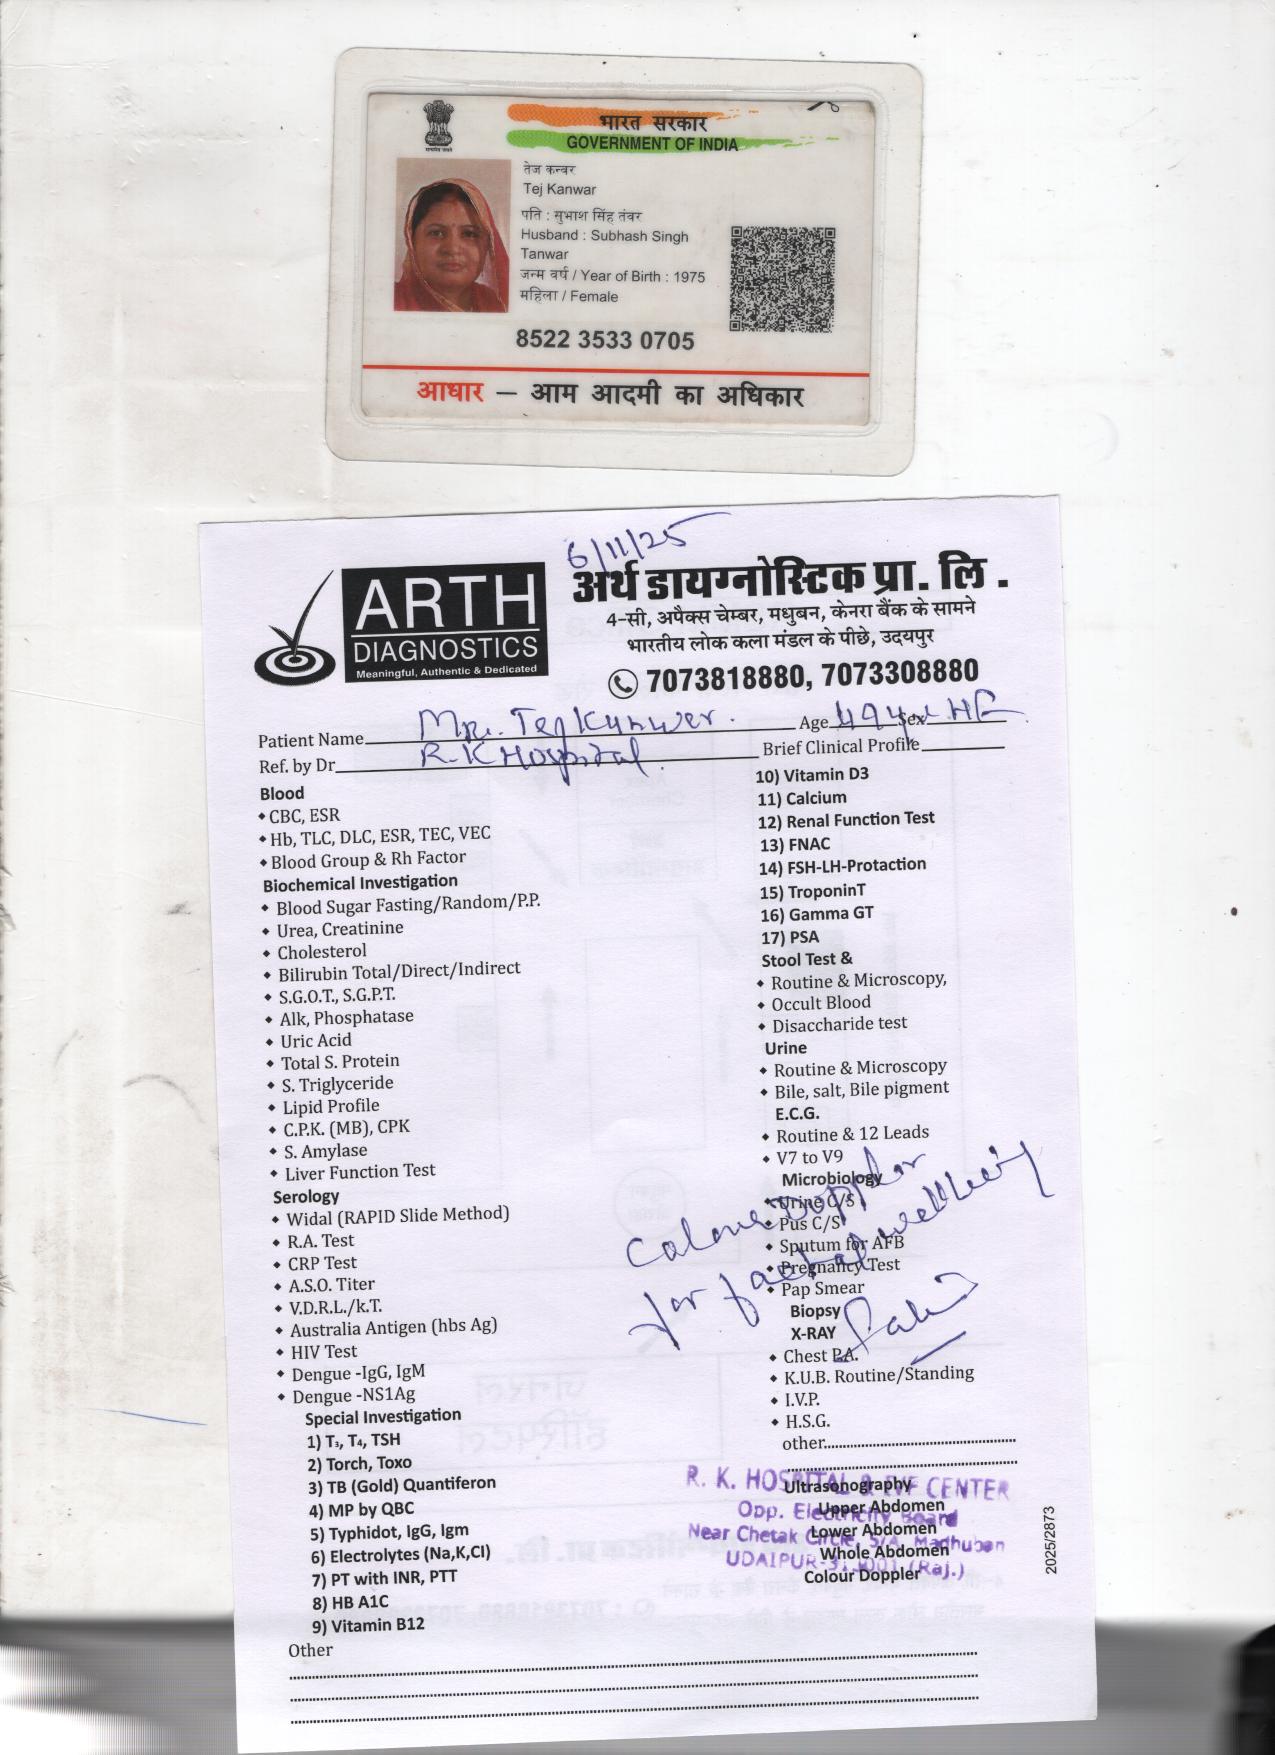 भारत सरकार
GOVERNMENT OF INDIA
तेज कन्वर
Tej Kanwar
पति : सुभाश सिंह तंवर
Husband : Subhash Singh
Tanwar
जन्म वर्ष / Year of Birth : 1975
महिला / Female
8522 3533 0705
आधार – आम आदमी का अधिकार
6/11/25
ARTH
DIAGNOSTICS
Meaningful, Authentic & Dedicated
अर्थ डायग्नोस्टिक प्रा. लि .
4-सी, अपैक्स चेम्बर, मधुबन, केनरा बैंक के सामने
भारतीय लोक कला मंडल के पीछे, उदयपुर
7073818880, 7073308880
Patient Name Tej Kunwer. Age 49 Sex
Ref. by Dr R.K Hospital Brief Clinical Profile
Blood
CBC, ESR
Hb, TLC, DLC, ESR, TEC, VEC
Blood Group & Rh Factor
Biochemical Investigation
Blood Sugar Fasting/Random/P.P.
Urea, Creatinine
Cholesterol
Bilirubin Total/Direct/Indirect
S.G.O.T., S.G.P.T.
Alk, Phosphatase
Uric Acid
Total S. Protein
S. Triglyceride
Lipid Profile
C.P.K. (MB), CPK
S. Amylase
Liver Function Test
Serology
Widal (RAPID Slide Method)
R.A. Test
CRP Test
A.S.O. Titer
V.D.R.L./k.T.
Australia Antigen (hbs Ag)
HIV Test
Dengue -IgG, IgM
Dengue -NS1Ag
Special Investigation
1) T₃, T₄, TSH
2) Torch, Toxo
3) TB (Gold) Quantiferon
4) MP by QBC
5) Typhidot, IgG, Igm
6) Electrolytes (Na,K,Cl)
7) PT with INR, PTT
8) HB A1C
9) Vitamin B12
Other
10) Vitamin D3
11) Calcium
12) Renal Function Test
13) FNAC
14) FSH-LH-Protaction
15) TroponinT
16) Gamma GT
17) PSA
Stool Test &
Routine & Microscopy,
Occult Blood
Disaccharide test
Urine
Routine & Microscopy
Bile, salt, Bile pigment
E.C.G.
Routine & 12 Leads
V7 to V9
Microbiology
Urine C/S
Pus C/S
Sputum for AFB
Pregnancy Test
Pap Smear
Biopsy
X-RAY
Chest P.A.
K.U.B. Routine/Standing
I.V.P.
H.S.G.
other
Doppler
for
R. K. HOSPITAL & IVF CENTER
Opp. Electricity Board
Near Chetak Circle, 5/A, Madhuban
UDAIPUR-313001 (Raj.)
Ultrasonography
Upper Abdomen
Lower Abdomen
Whole Abdomen
Colour Doppler
2025/2873